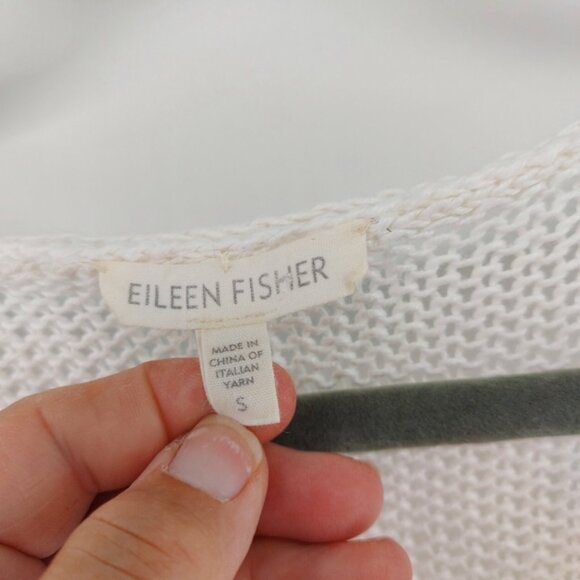 EILEEN FISHER
MADE IN
CHINA OF
ITALIAN
YARN
S